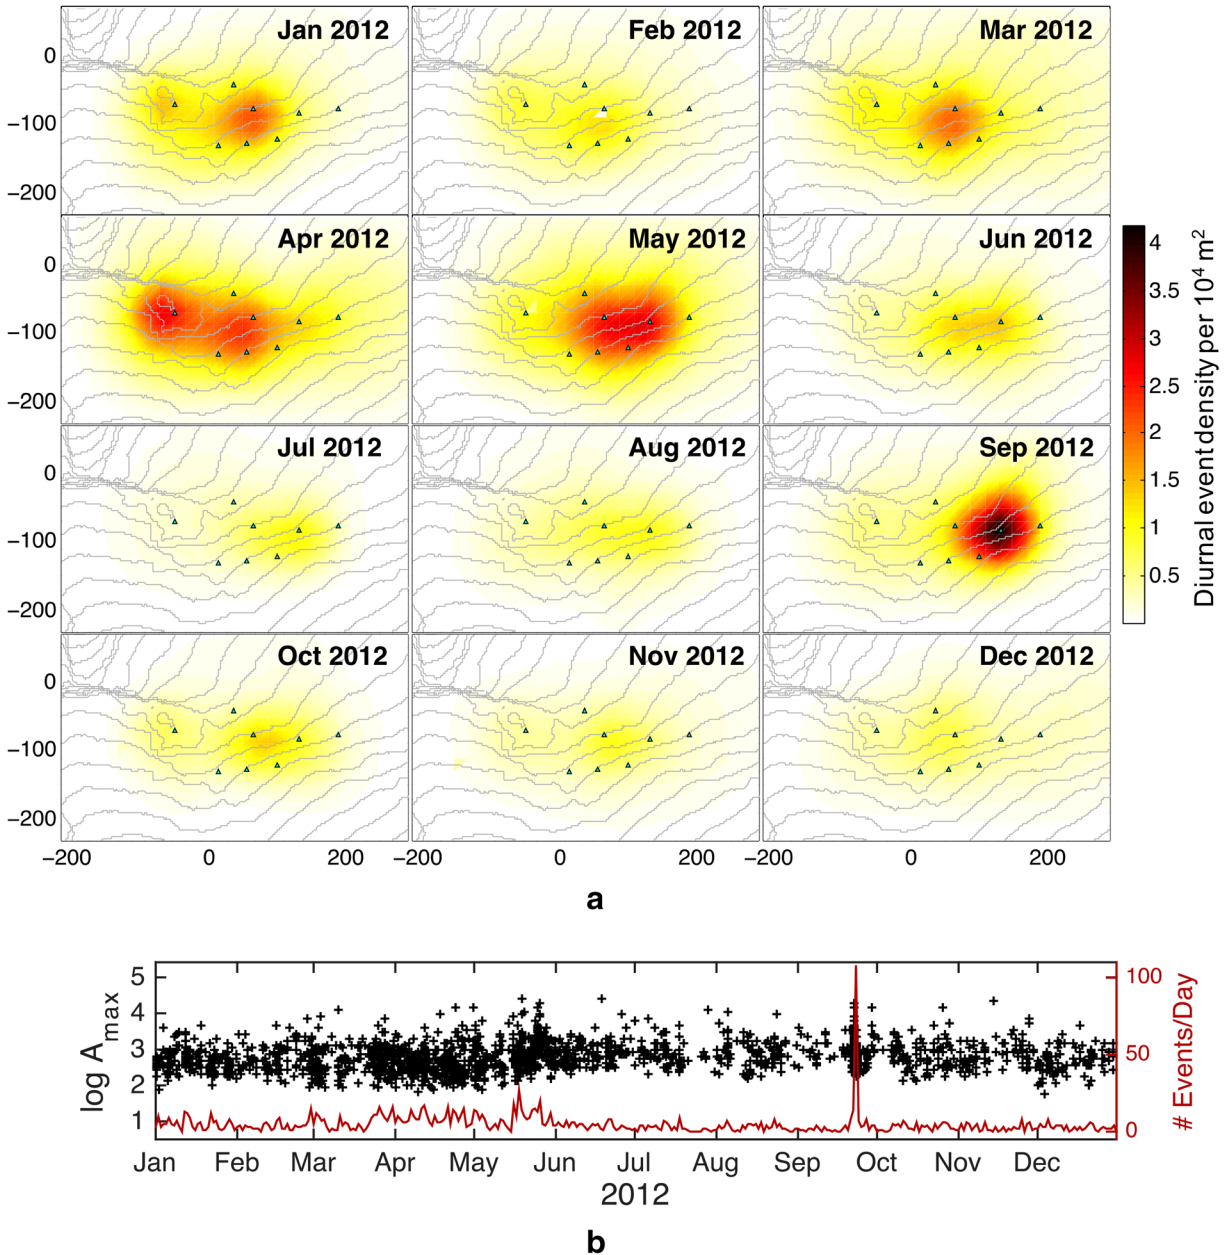 Jan 2012 Feb 2012 Mar 2012
0
−100
−200
Apr 2012 May 2012 Jun 2012
0
−100
−200
Jul 2012 Aug 2012 Sep 2012
0
−100
−200
Oct 2012 Nov 2012 Dec 2012
0
−100
−200
−200 0 200 −200 0 200 −200 0 200
4
3.5
3
2.5
2
1.5
1
0.5
Diurnal event density per 10⁴ m²
a
5
4
3
2
1
log Amax
100
50
0
# Events/Day
Jan Feb Mar Apr May Jun Jul Aug Sep Oct Nov Dec
2012
b